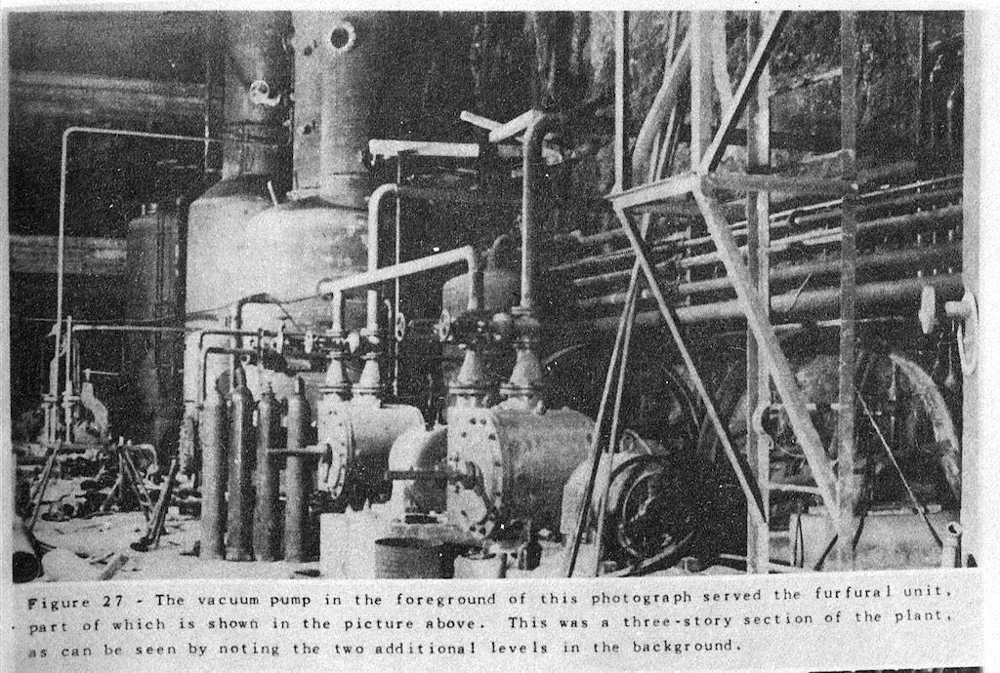 Figure 27 - The vacuum pump in the foreground of this photograph served the furfural unit,
part of which is shown in the picture above. This was a three-story section of the plant,
as can be seen by noting the two additional levels in the background.